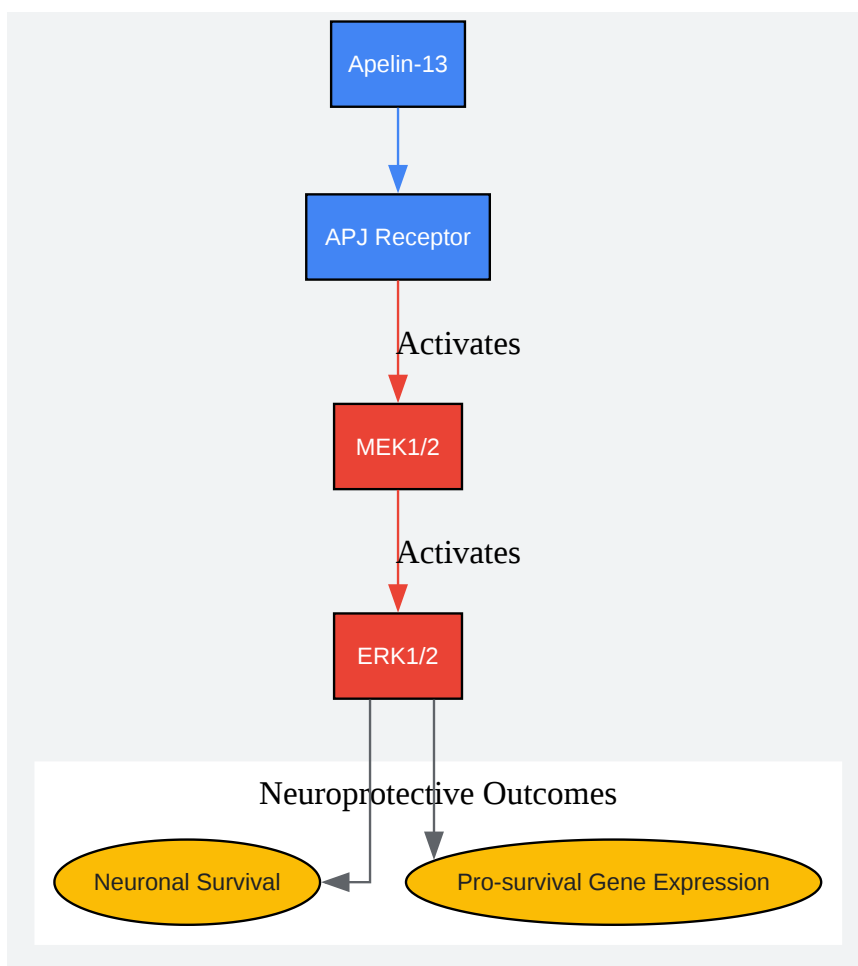 Apelin-13
APJ Receptor
Activates
MEK1/2
Activates
ERK1/2
Neuroprotective Outcomes
Neuronal Survival
Pro-survival Gene Expression